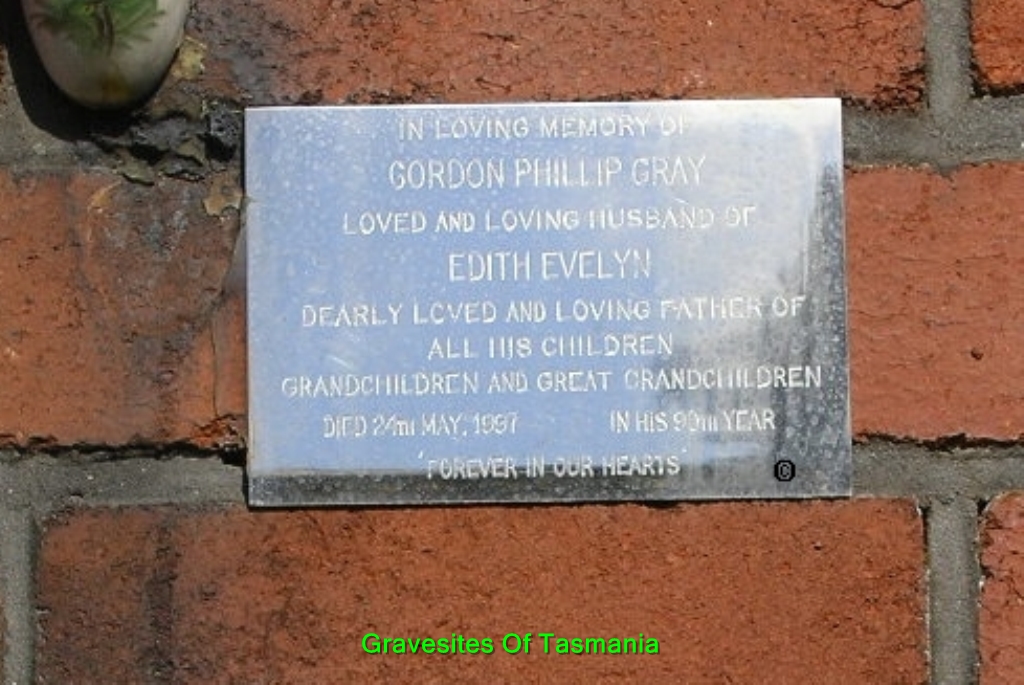 IN LOVING MEMORY OF
GORDON PHILLIP GRAY
LOVED AND LOVING HUSBAND OF
EDITH EVELYN
DEARLY LOVED AND LOVING FATHER OF
ALL HIS CHILDREN
GRANDCHILDREN AND GREAT GRANDCHILDREN
DIED 24TH MAY, 1997 IN HIS 90TH YEAR
'FOREVER IN OUR HEARTS'
©
Gravesites Of Tasmania